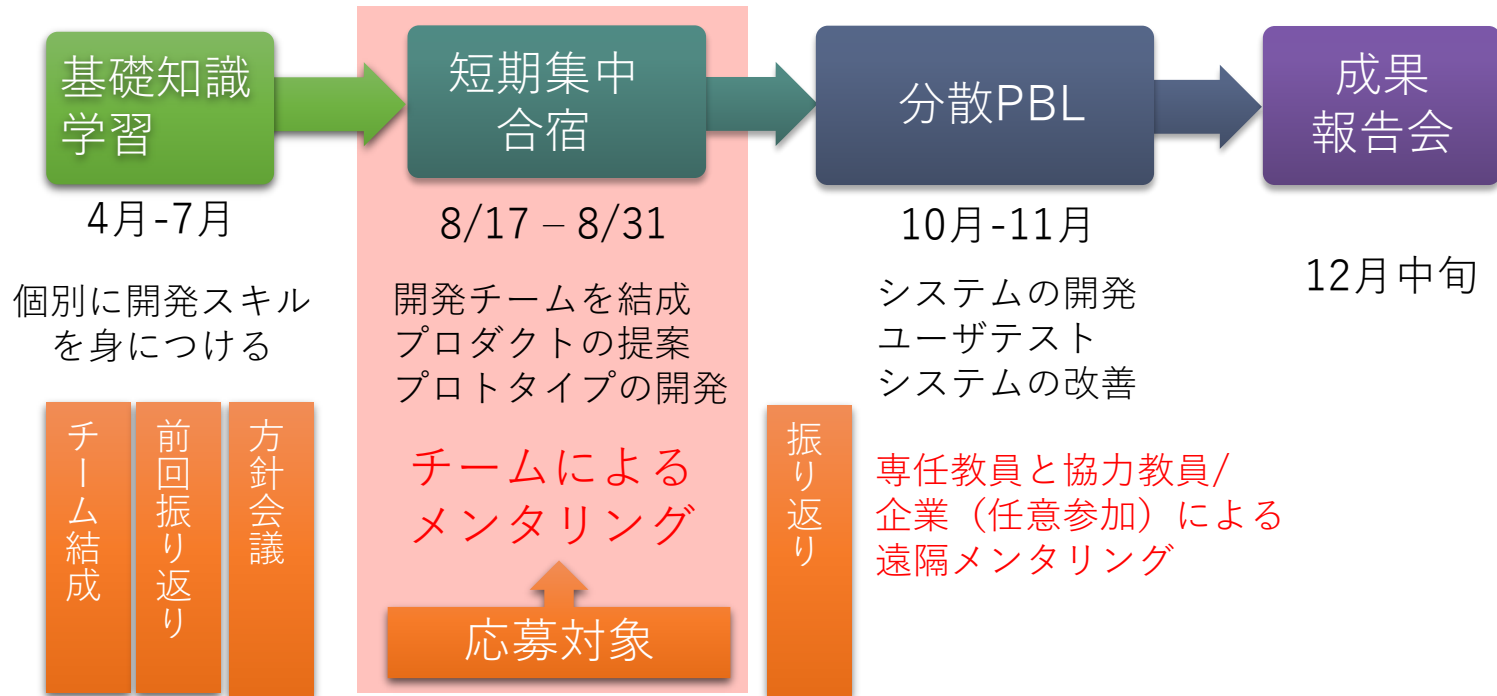 基礎知識
学習
短期集中
合宿
分散PBL
成果
報告会
4月-7月
8/17 – 8/31
10月-11月
12月中旬
個別に開発スキル
を身につける
開発チームを結成
プロダクトの提案
プロトタイプの開発
システムの開発
ユーザテスト
システムの改善
チーム結成
前回振り返り
方針会議
チームによる
メンタリング
応募対象
振り返り
専任教員と協力教員/
企業（任意参加）による
遠隔メンタリング